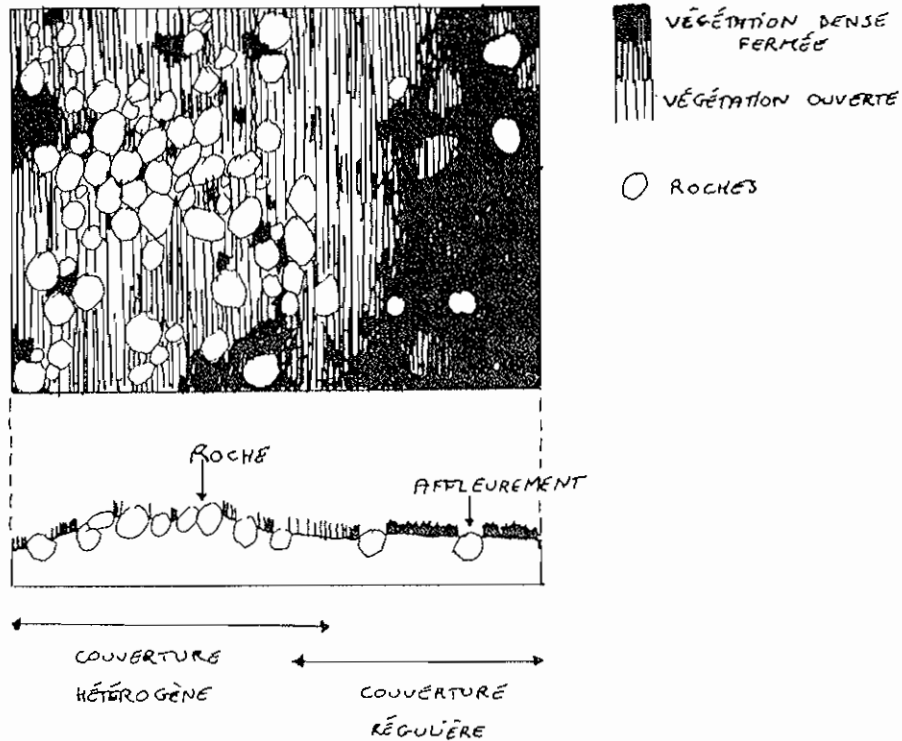 VÉGÉTATION DENSE
FERMÉE
VÉGÉTATION OUVERTE
ROCHES
ROCHE
AFFLEUREMENT
COUVERTURE
HÉTÉROGÈNE
COUVERTURE
RÉGULIÈRE